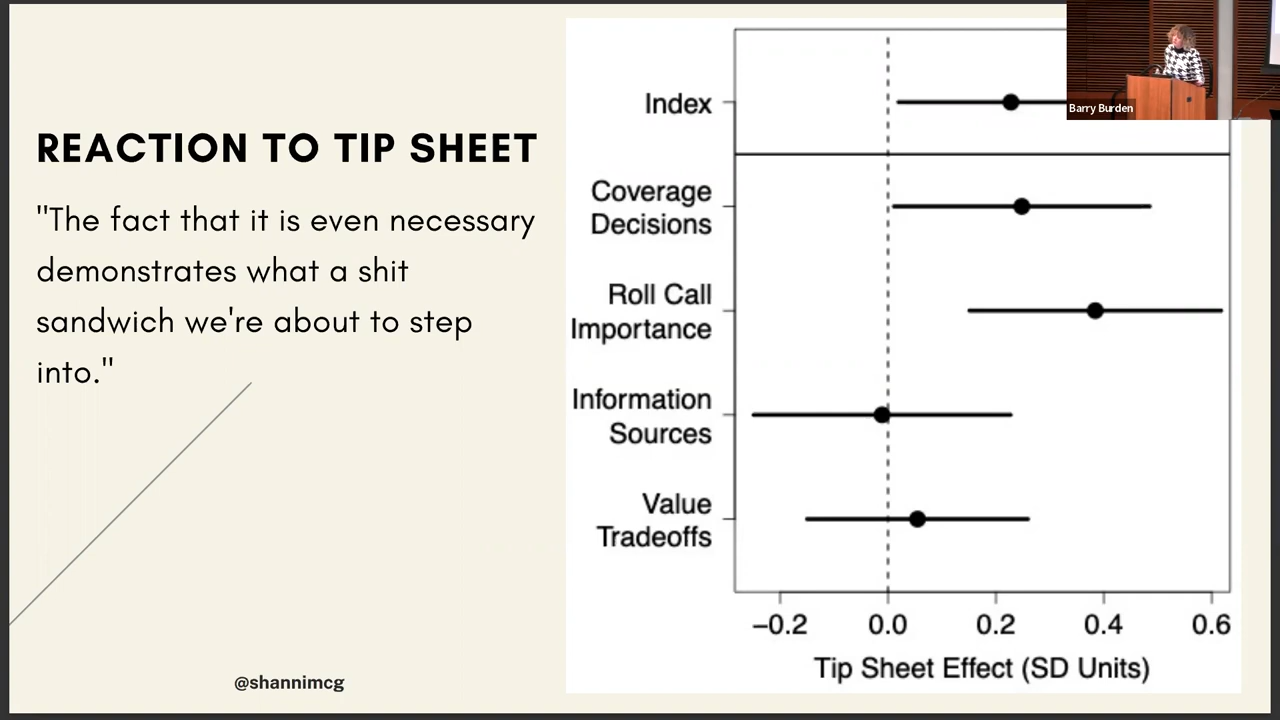 REACTION TO TIP SHEET
"The fact that it is even necessary
demonstrates what a shit
sandwich we're about to step
into."
@shannimcg
Index
Coverage
Decisions
Roll Call
Importance
Information
Sources
Value
Tradeoffs
−0.2 0.0 0.2 0.4 0.6
Tip Sheet Effect (SD Units)
Barry Burden